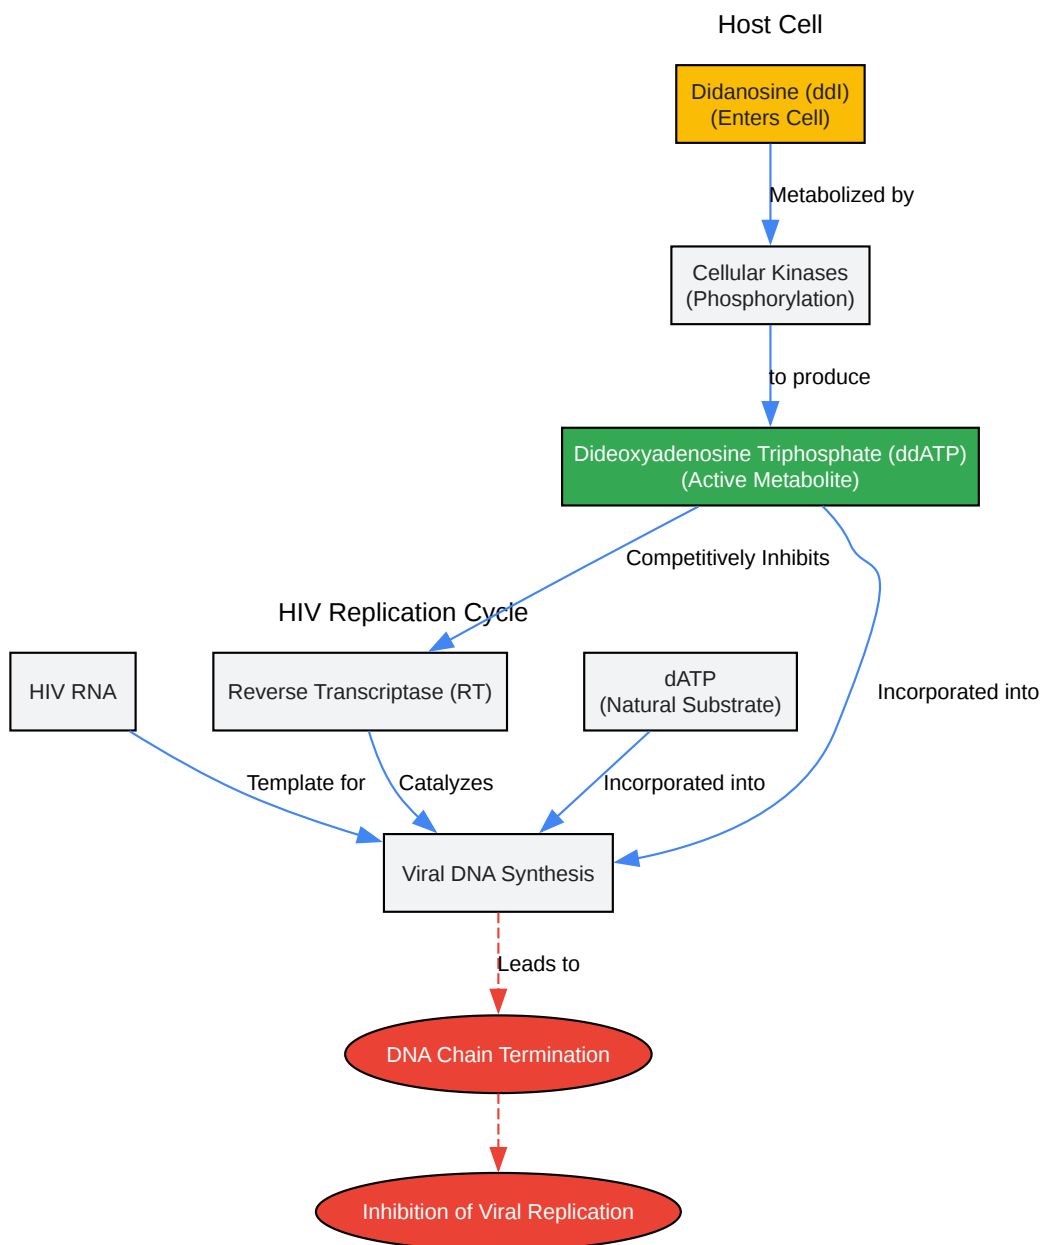 Host Cell
Didanosine (ddI)
(Enters Cell)
Metabolized by
Cellular Kinases
(Phosphorylation)
to produce
Dideoxyadenosine Triphosphate (ddATP)
(Active Metabolite)
Competitively Inhibits
HIV Replication Cycle
HIV RNA
Reverse Transcriptase (RT)
dATP
(Natural Substrate)
Incorporated into
Template for
Catalyzes
Incorporated into
Viral DNA Synthesis
Leads to
DNA Chain Termination
Inhibition of Viral Replication